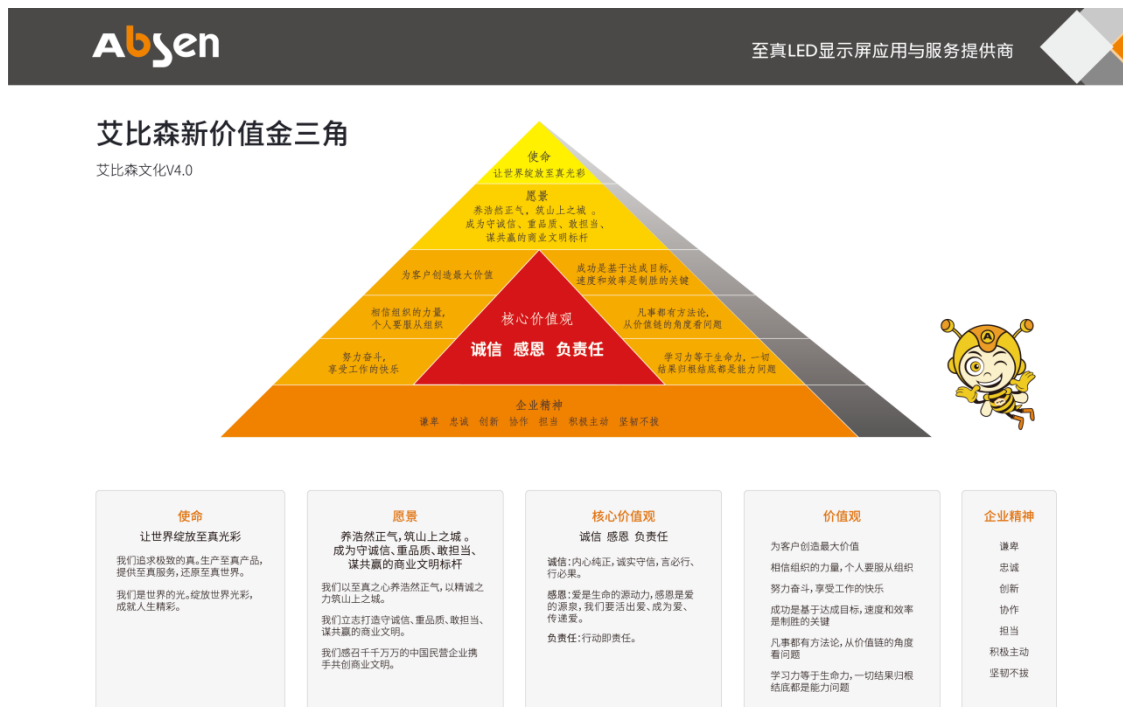 Absen
至真LED显示屏应用与服务提供商
艾比森新价值金三角
艾比森文化V4.0
使命
让世界绽放至真光彩
愿景
养浩然正气，筑山上之城 。
成为守诚信、重品质、敢担当、
谋共赢的商业文明标杆
为客户创造最大价值
成功是基于达成目标,
速度和效率是制胜的关键
相信组织的力量,
个人要服从组织
核心价值观
凡事都有方法论,
从价值链的角度看问题
诚信 感恩 负责任
努力奋斗,
享受工作的快乐
学习力等于生命力, 一切
结果归根结底都是能力问题
企业精神
谦卑 忠诚 创新 协作 担当 积极主动 坚韧不拔
使命
让世界绽放至真光彩
我们追求极致的真。生产至真产品,
提供至真服务,还原至真世界。
我们是世界的光。绽放世界光彩,
成就人生精彩。
愿景
养浩然正气,筑山上之城 。
成为守诚信、重品质、敢担当、
谋共赢的商业文明标杆
我们以至真之心养浩然正气,以精诚之
力筑山上之城。
我们立志打造守诚信、重品质、敢担当、
谋共赢的商业文明。
我们感召千千万万的中国民营企业携
手共创商业文明。
核心价值观
诚信 感恩 负责任
诚信:内心纯正,诚实守信,言必行、
行必果。
感恩:爱是生命的源动力,感恩是爱
的源泉,我们要活出爱、成为爱、
传递爱。
负责任:行动即责任。
价值观
为客户创造最大价值
相信组织的力量,个人要服从组织
努力奋斗,享受工作的快乐
成功是基于达成目标,速度和效率
是制胜的关键
凡事都有方法论,从价值链的角度
看问题
学习力等于生命力,一切结果归根
结底都是能力问题
企业精神
谦卑
忠诚
创新
协作
担当
积极主动
坚韧不拔